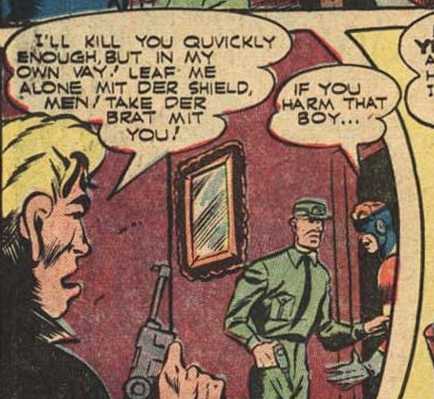 I'LL KILL YOU QUVICKLY
ENOUGH, BUT IN MY
OWN VAY! LEAF ME
ALONE MIT DER SHIELD,
MEN! TAKE DER
BRAT MIT
YOU!
IF YOU
HARM THAT
BOY...